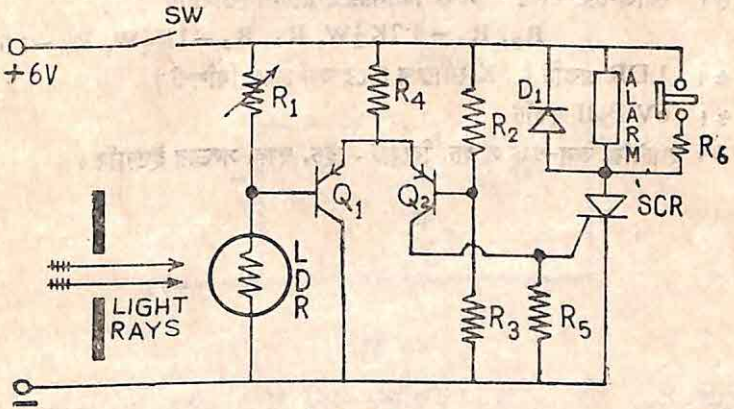 SW
+6V
R1
R4
R2
D1
ALARM
R6
Q1
Q2
SCR
LIGHT
RAYS
LDR
R3
R5